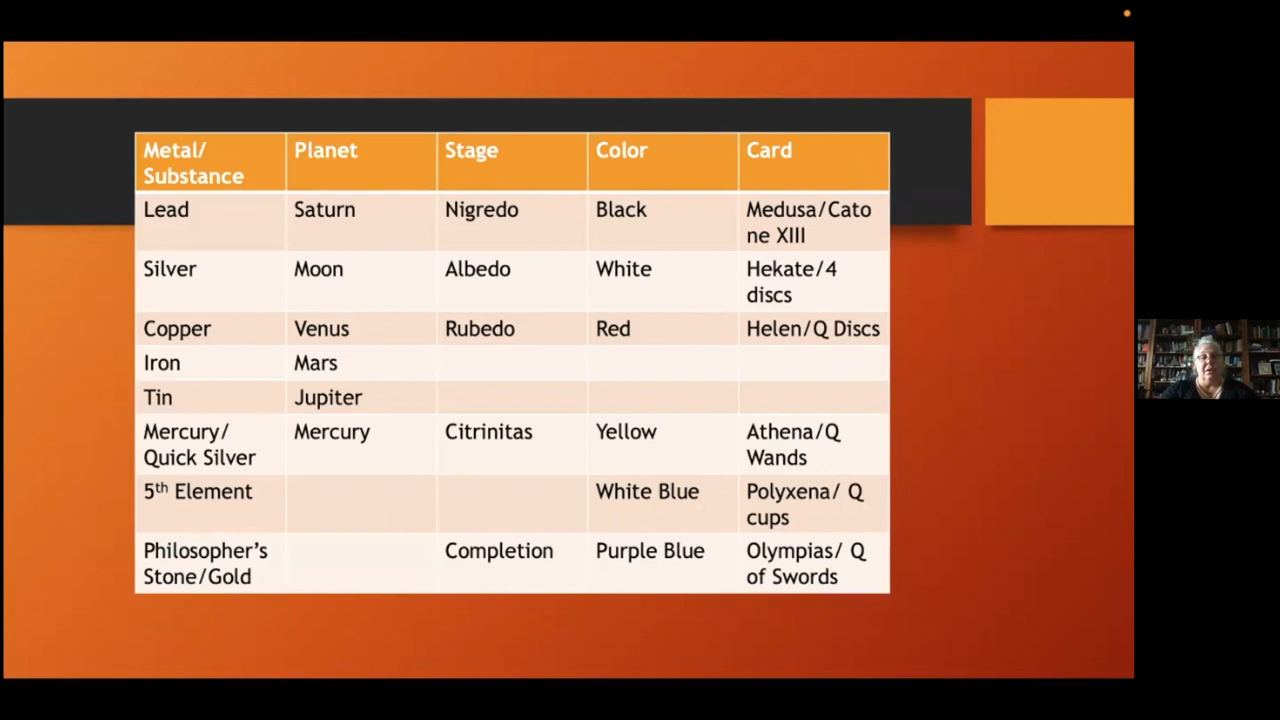 Metal/ Planet Stage Color Card
Substance
Lead Saturn Nigredo Black Medusa/Cato
ne XIII
Silver Moon Albedo White Hekate/4
discs
Copper Venus Rubedo Red Helen/Q Discs
Iron Mars
Tin Jupiter
Mercury/ Mercury Citrinitas Yellow Athena/Q
Quick Silver Wands
5th Element White Blue Polyxena/ Q
cups
Philosopher’s Completion Purple Blue Olympias/ Q
Stone/Gold of Swords